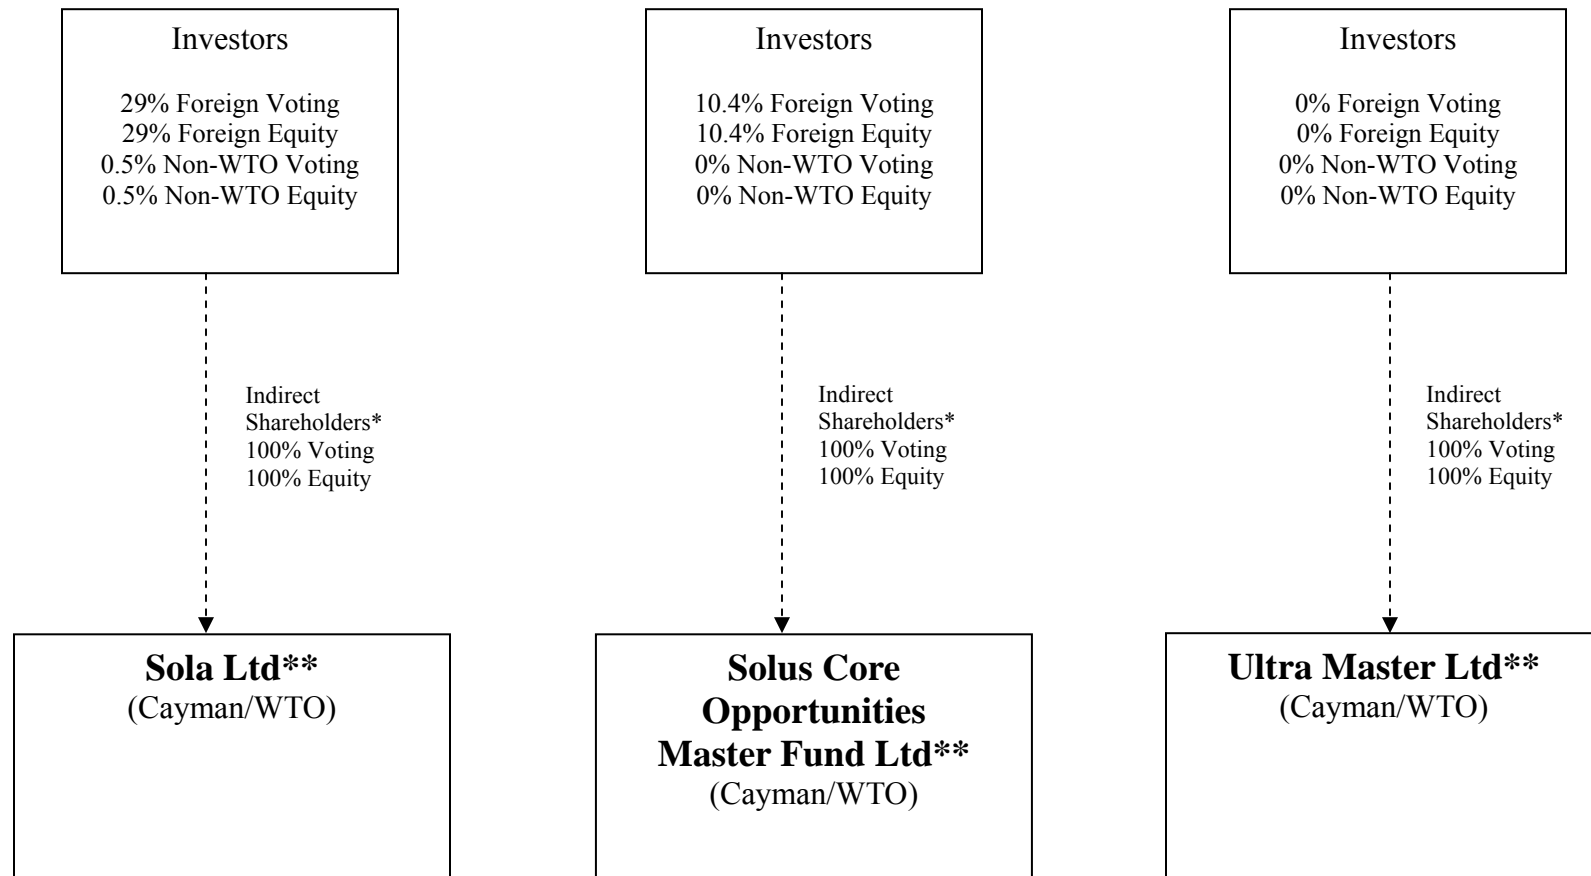 Investors
29% Foreign Voting
29% Foreign Equity
0.5% Non-WTO Voting
0.5% Non-WTO Equity
Indirect
Shareholders*
100% Voting
100% Equity
Sola Ltd**
(Cayman/WTO)
Investors
10.4% Foreign Voting
10.4% Foreign Equity
0% Non-WTO Voting
0% Non-WTO Equity
Indirect
Shareholders*
100% Voting
100% Equity
Solus Core
Opportunities
Master Fund Ltd**
(Cayman/WTO)
Investors
0% Foreign Voting
0% Foreign Equity
0% Non-WTO Voting
0% Non-WTO Equity
Indirect
Shareholders*
100% Voting
100% Equity
Ultra Master Ltd**
(Cayman/WTO)